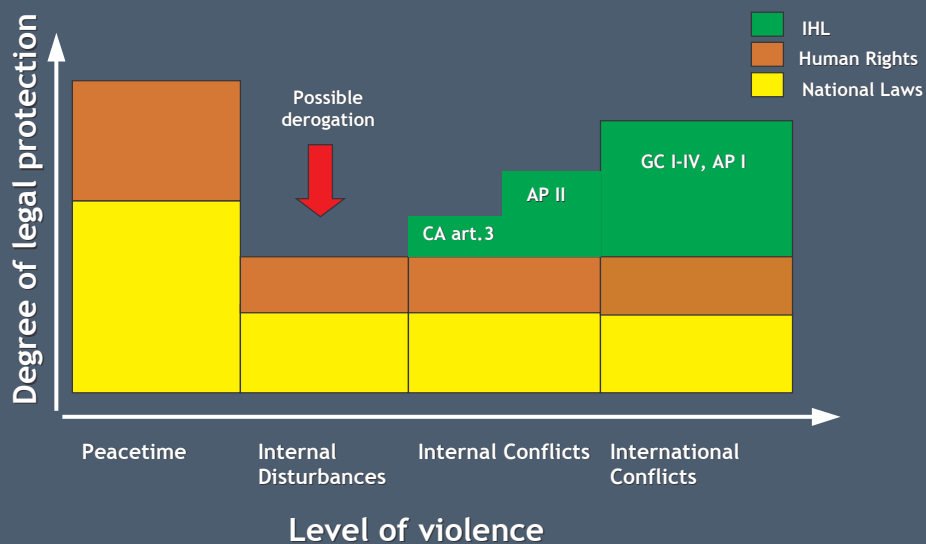 Degree of legal protection
IHL
Human Rights
National Laws
Possible
derogation
GC I-IV, AP I
AP II
CA art.3
Peacetime
Internal
Disturbances
Internal Conflicts
International
Conflicts
Level of violence